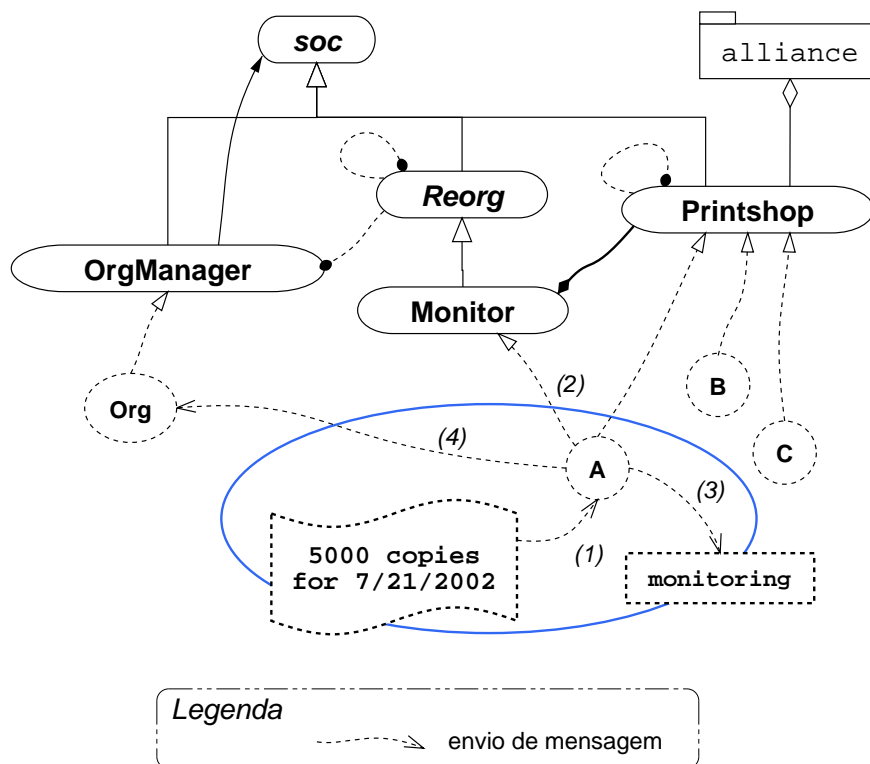 soc
alliance
Reorg
Printshop
OrgManager
Monitor
(2)
B
Org
(4)
A
C
(3)
5000 copies
for 7/21/2002
(1)
monitoring
Legenda
envio de mensagem